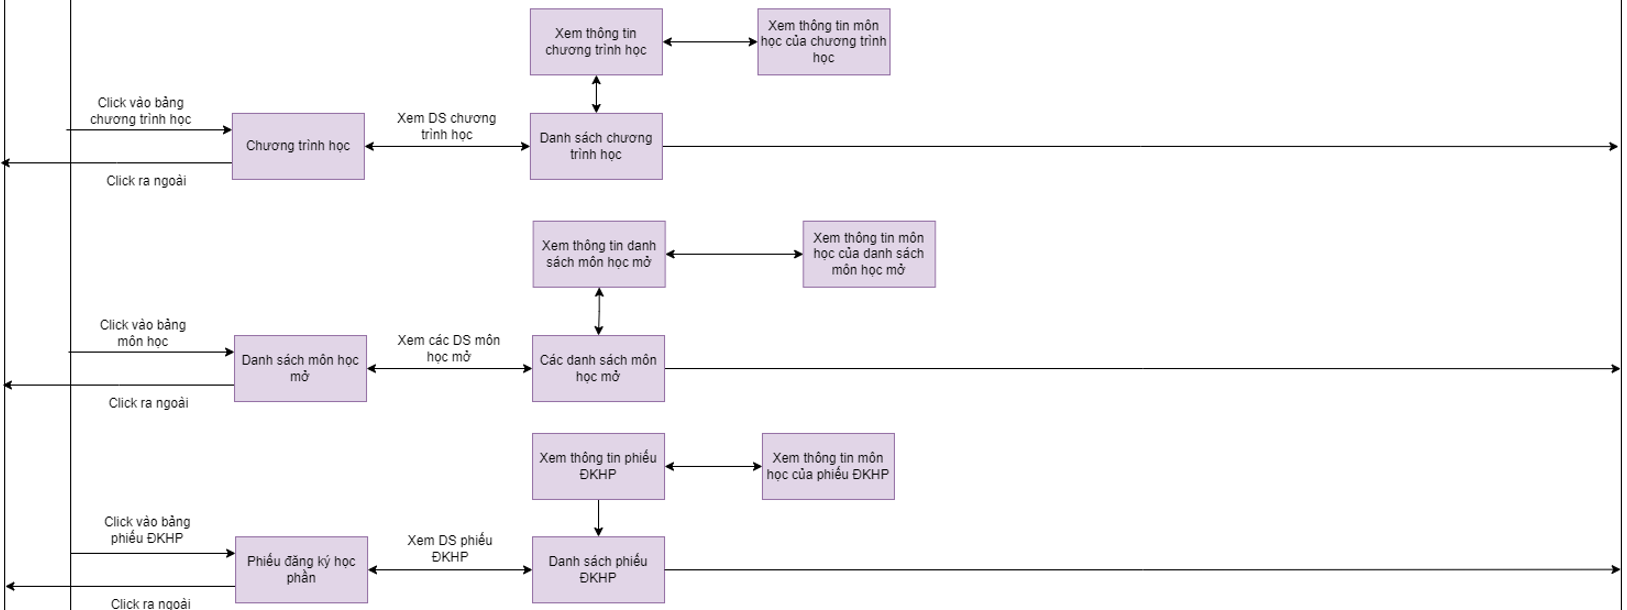 Xem thông tin
chương trình học
Xem thông tin môn
học của chương trình
học
Click vào bảng
chương trình học
Chương trình học
Xem DS chương
trình học
Danh sách chương
trình học
Click ra ngoài
Xem thông tin danh
sách môn học mở
Xem thông tin môn
học của danh sách
môn học mở
Click vào bảng
môn học
Danh sách môn học
mở
Xem các DS môn
học mở
Các danh sách môn
học mở
Click ra ngoài
Xem thông tin phiếu
ĐKHP
Xem thông tin môn
học của phiếu ĐKHP
Click vào bảng
phiếu ĐKHP
Phiếu đăng ký học
phần
Xem DS phiếu
ĐKHP
Danh sách phiếu
ĐKHP
Click ra ngoài